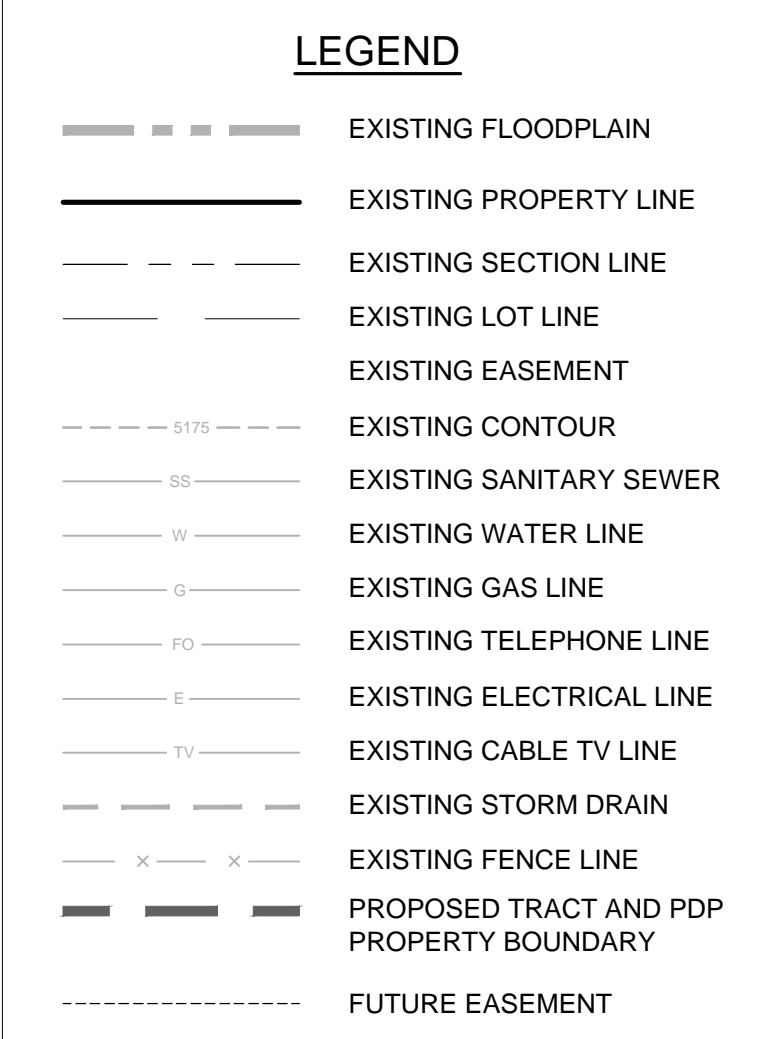 LEGEND
EXISTING FLOODPLAIN
EXISTING PROPERTY LINE
EXISTING SECTION LINE
EXISTING LOT LINE
EXISTING EASEMENT
5175 EXISTING CONTOUR
SS EXISTING SANITARY SEWER
W EXISTING WATER LINE
G EXISTING GAS LINE
FO EXISTING TELEPHONE LINE
E EXISTING ELECTRICAL LINE
TV EXISTING CABLE TV LINE
EXISTING STORM DRAIN
EXISTING FENCE LINE
PROPOSED TRACT AND PDP
PROPERTY BOUNDARY
FUTURE EASEMENT